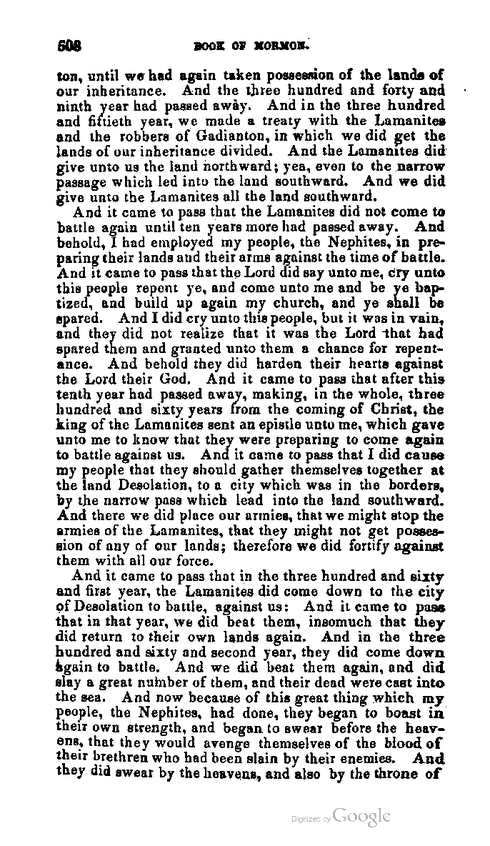 508 BOOK OF MORMON.
ton, until we had again taken possession of the lands of
our inheritance. And the three hundred and forty and
ninth year had passed away. And in the three hundred
and fiftieth year, we made a treaty with the Lamanites
and the robbers of Gadianton, in which we did get the
lands of our inheritance divided. And the Lamanites did
give unto us the land northward; yea, even to the narrow
passage which led into the land southward. And we did
give unto the Lamanites all the land southward.
And it came to pass that the Lamanites did not come to
battle again until ten years more had passed away. And
behold, I had employed my people, the Nephites, in pre-
paring their lands and their arms against the time of battle.
And it came to pass that the Lord did say unto me, cry unto
this people repent ye, and come unto me and be ye bap-
tized, and build up again my church, and ye shall be
spared. And I did cry unto this people, but it was in vain,
and they did not realize that it was the Lord that had
spared them and granted unto them a chance for repent-
ance. And behold they did harden their hearts against
the Lord their God. And it came to pass that after this
tenth year had passed away, making, in the whole, three
hundred and sixty years from the coming of Christ, the
king of the Lamanites sent an epistle unto me, which gave
unto me to know that they were preparing to come again
to battle against us. And it came to pass that I did cause
my people that they should gather themselves together at
the land Desolation, to a city which was in the borders,
by the narrow pass which lead into the land southward.
And there we did place our armies, that we might stop the
armies of the Lamanites, that they might not get posses-
sion of any of our lands; therefore we did fortify against
them with all our force.
And it came to pass that in the three hundred and sixty
and first year, the Lamanites did come down to the city
of Desolation to battle, against us: And it came to pass
that in that year, we did beat them, insomuch that they
did return to their own lands again. And in the three
hundred and sixty and second year, they did come down
again to battle. And we did beat them again, and did
slay a great number of them, and their dead were cast into
the sea. And now because of this great thing which my
people, the Nephites, had done, they began to boast in
their own strength, and began to swear before the heav-
ens, that they would avenge themselves of the blood of
their brethren who had been slain by their enemies. And
they did swear by the heavens, and also by the throne of
Digitized by Google